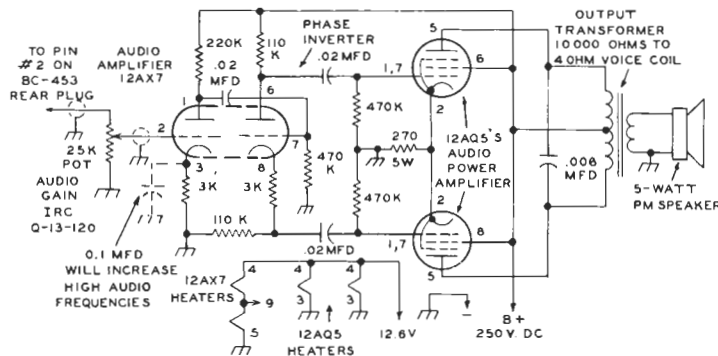 TO PIN
#2 ON
BC-453
REAR PLUG
AUDIO
AMPLIFIER
12AX7
220K
110
K
PHASE
INVERTER
.02MFD
.02
MFD
1
6
2
7
3
8
25K
POT
AUDIO
GAIN
IRC
Q-13-120
3K
3K
470
K
?
0.1 MFD
WILL INCREASE
HIGH AUDIO
FREQUENCIES
110 K
.02MFD
470K
270
5W
470K
5
1,7
6
2
12AQ5'S
AUDIO
POWER
AMPLIFIER
2
1,7
8
5
OUTPUT
TRANSFORMER
10,000 OHMS TO
4 OHM VOICE COIL
.008
MFD
5-WATT
PM SPEAKER
12AX7
HEATERS
4
9
5
4
3
4
3
12AQ5
HEATERS
12.6V
–
B+
250V. DC